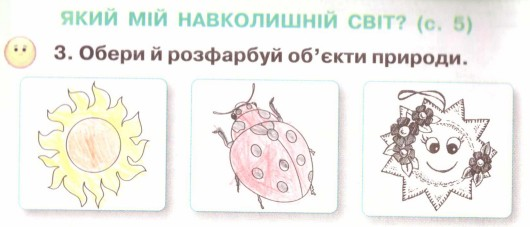 ЯКИЙ МІЙ НАВКОЛИШНІЙ СВІТ? (с. 5)
3. Обери й розфарбуй об’єкти природи.